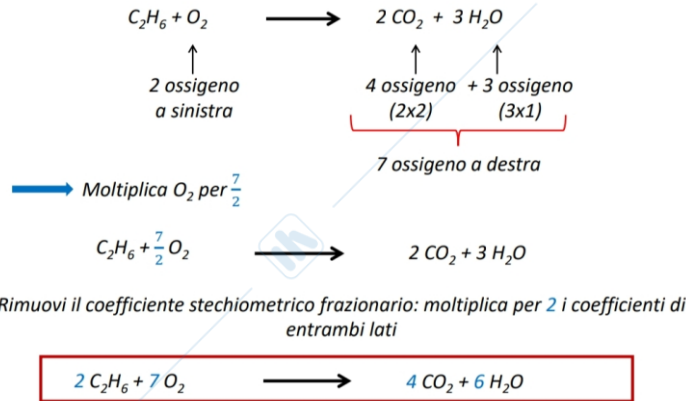 C₂H₆ + O₂ ⟶ 2 CO₂ + 3 H₂O
2 ossigeno 4 ossigeno + 3 ossigeno
a sinistra (2x2) (3x1)
7 ossigeno a destra
Moltiplica O₂ per 7/2
C₂H₆ + 7/2 O₂ ⟶ 2 CO₂ + 3 H₂O
Rimuovi il coefficiente stechiometrico frazionario: moltiplica per 2 i coefficienti di
entrambi lati
2 C₂H₆ + 7 O₂ ⟶ 4 CO₂ + 6 H₂O